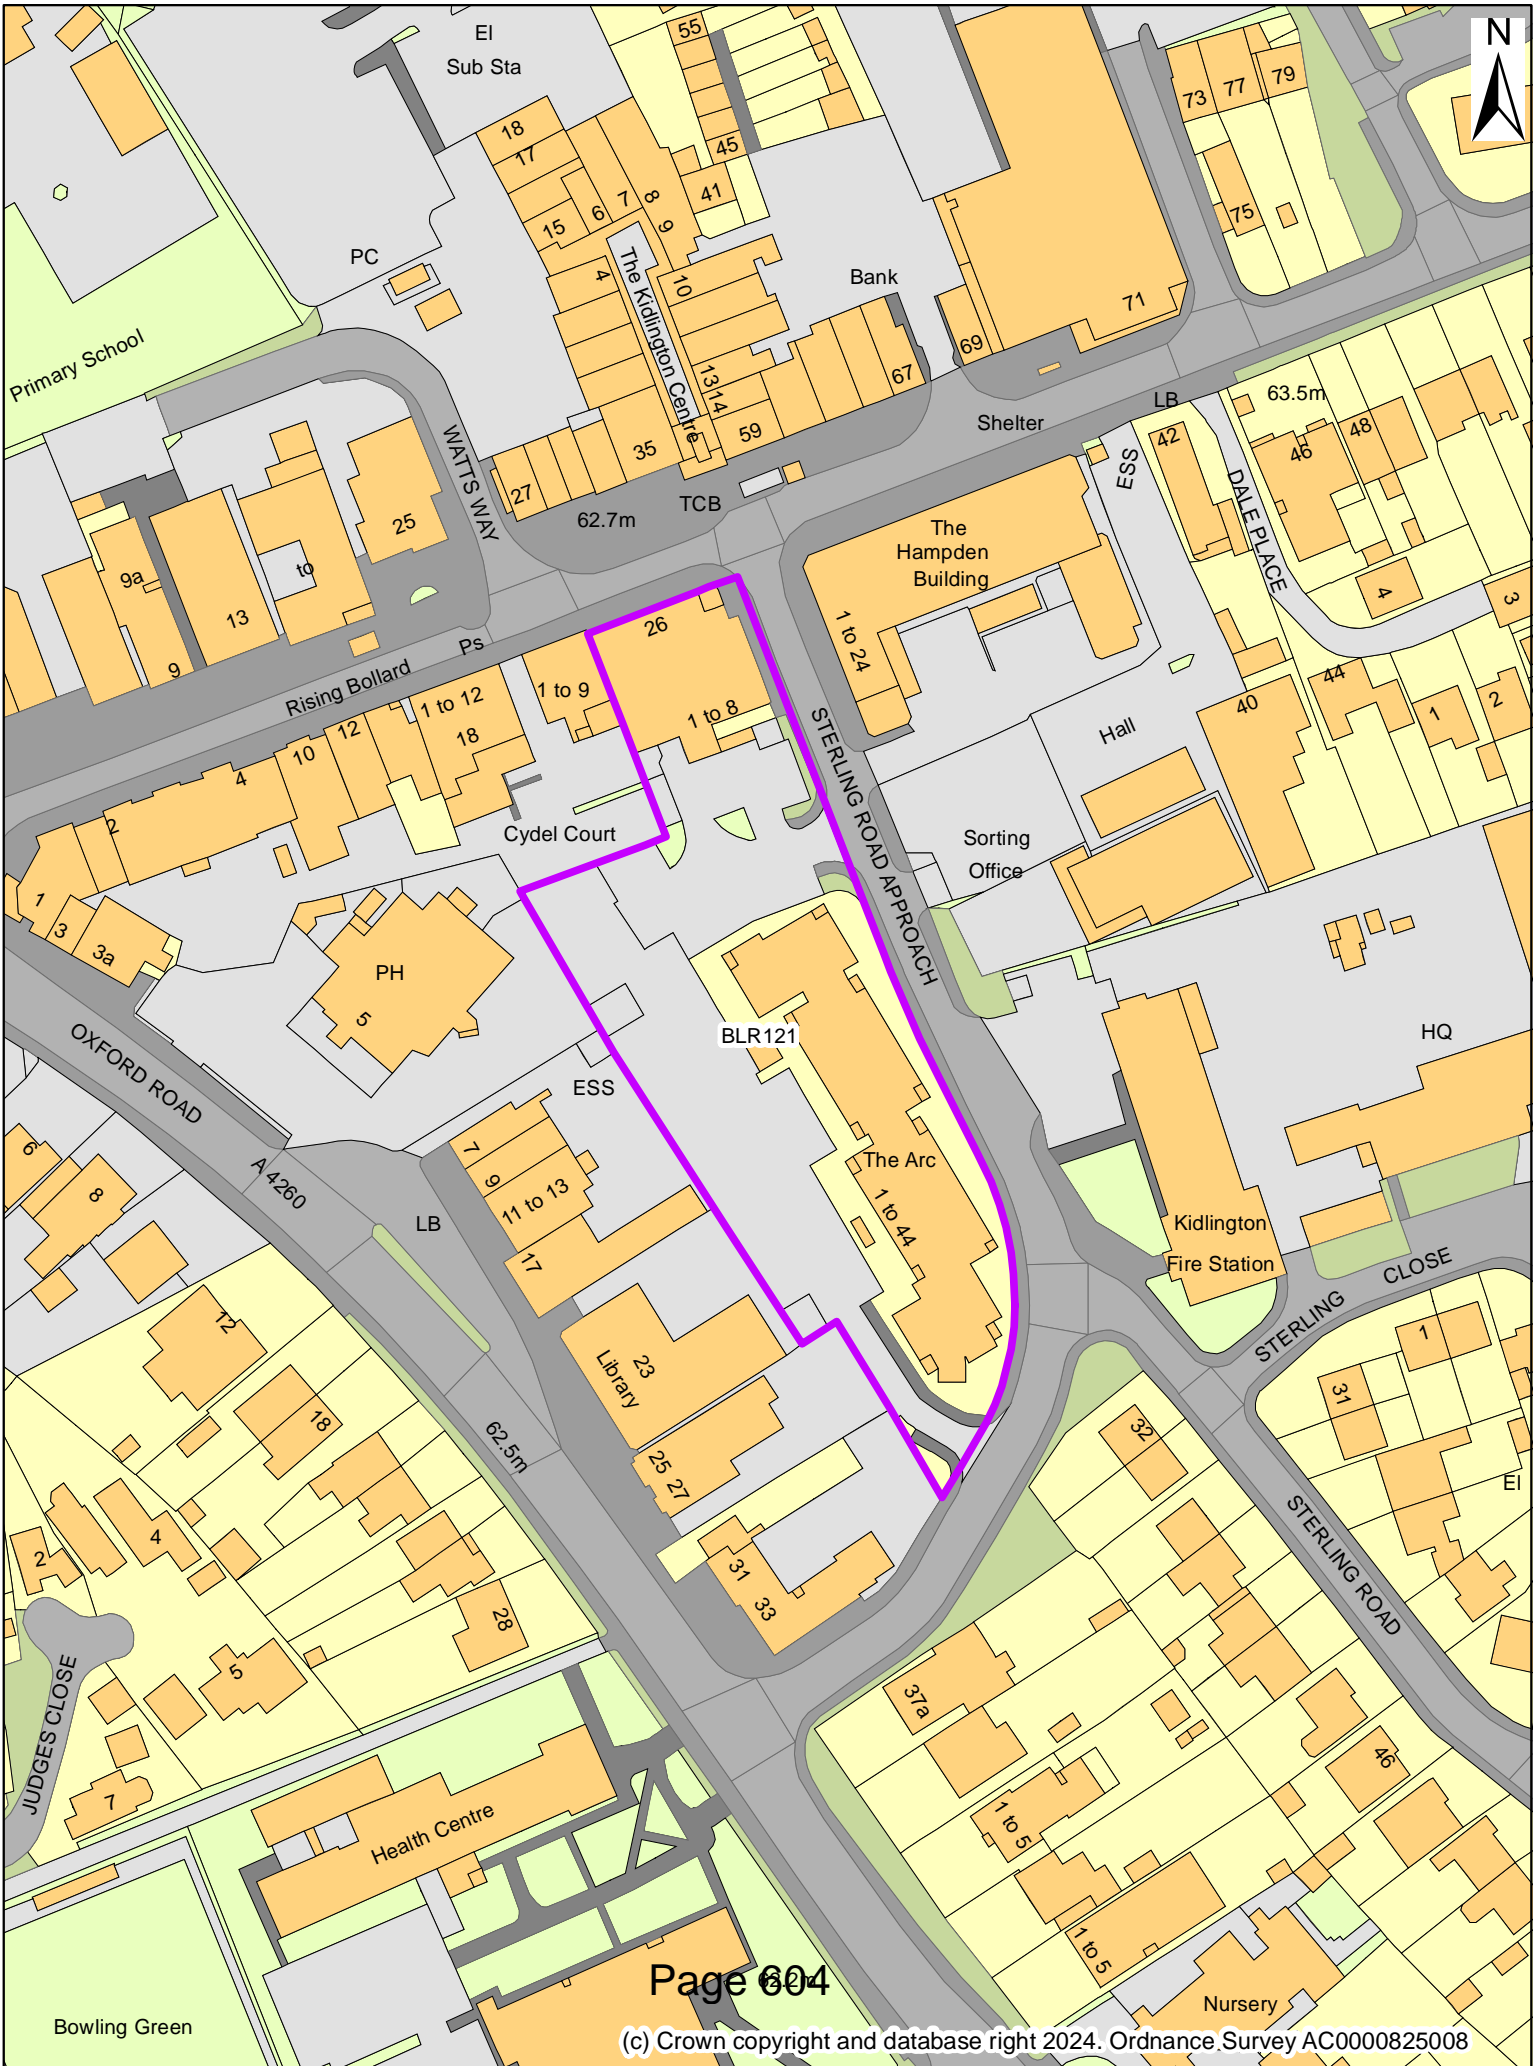 N
El
Sub Sta
55
45
41
18
17
15
6
7
8
9
4
10
The Kidlington Centre
13
14
73
77
79
75
PC
Bank
71
69
67
Primary School
Shelter
LB
63.5m
59
35
27
WATTS WAY
TCB
62.7m
42
ESS
46
48
DALE PLACE
4
3
25
to
13
9a
9
The
Hampden
Building
1 to 24
26
1 to 8
1 to 9
Ps
Rising Bollard
1 to 12
18
12
10
4
2
44
1
2
40
Hall
STERLING ROAD APPROACH
Cydel Court
Sorting
Office
1
3
3a
PH
5
BLR121
HQ
OXFORD ROAD
ESS
6
8
A 4260
LB
7
9
11 to 13
17
The Arc
1 to 44
Kidlington
Fire Station
STERLING CLOSE
12
18
23
Library
1
31
62.5m
25
27
32
El
STERLING ROAD
2
4
31
33
28
5
JUDGES CLOSE
7
37a
46
1 to 5
Health Centre
1 to 5
Page 604
62.2m
Nursery
Bowling Green
(c) Crown copyright and database right 2024. Ordnance Survey AC0000825008